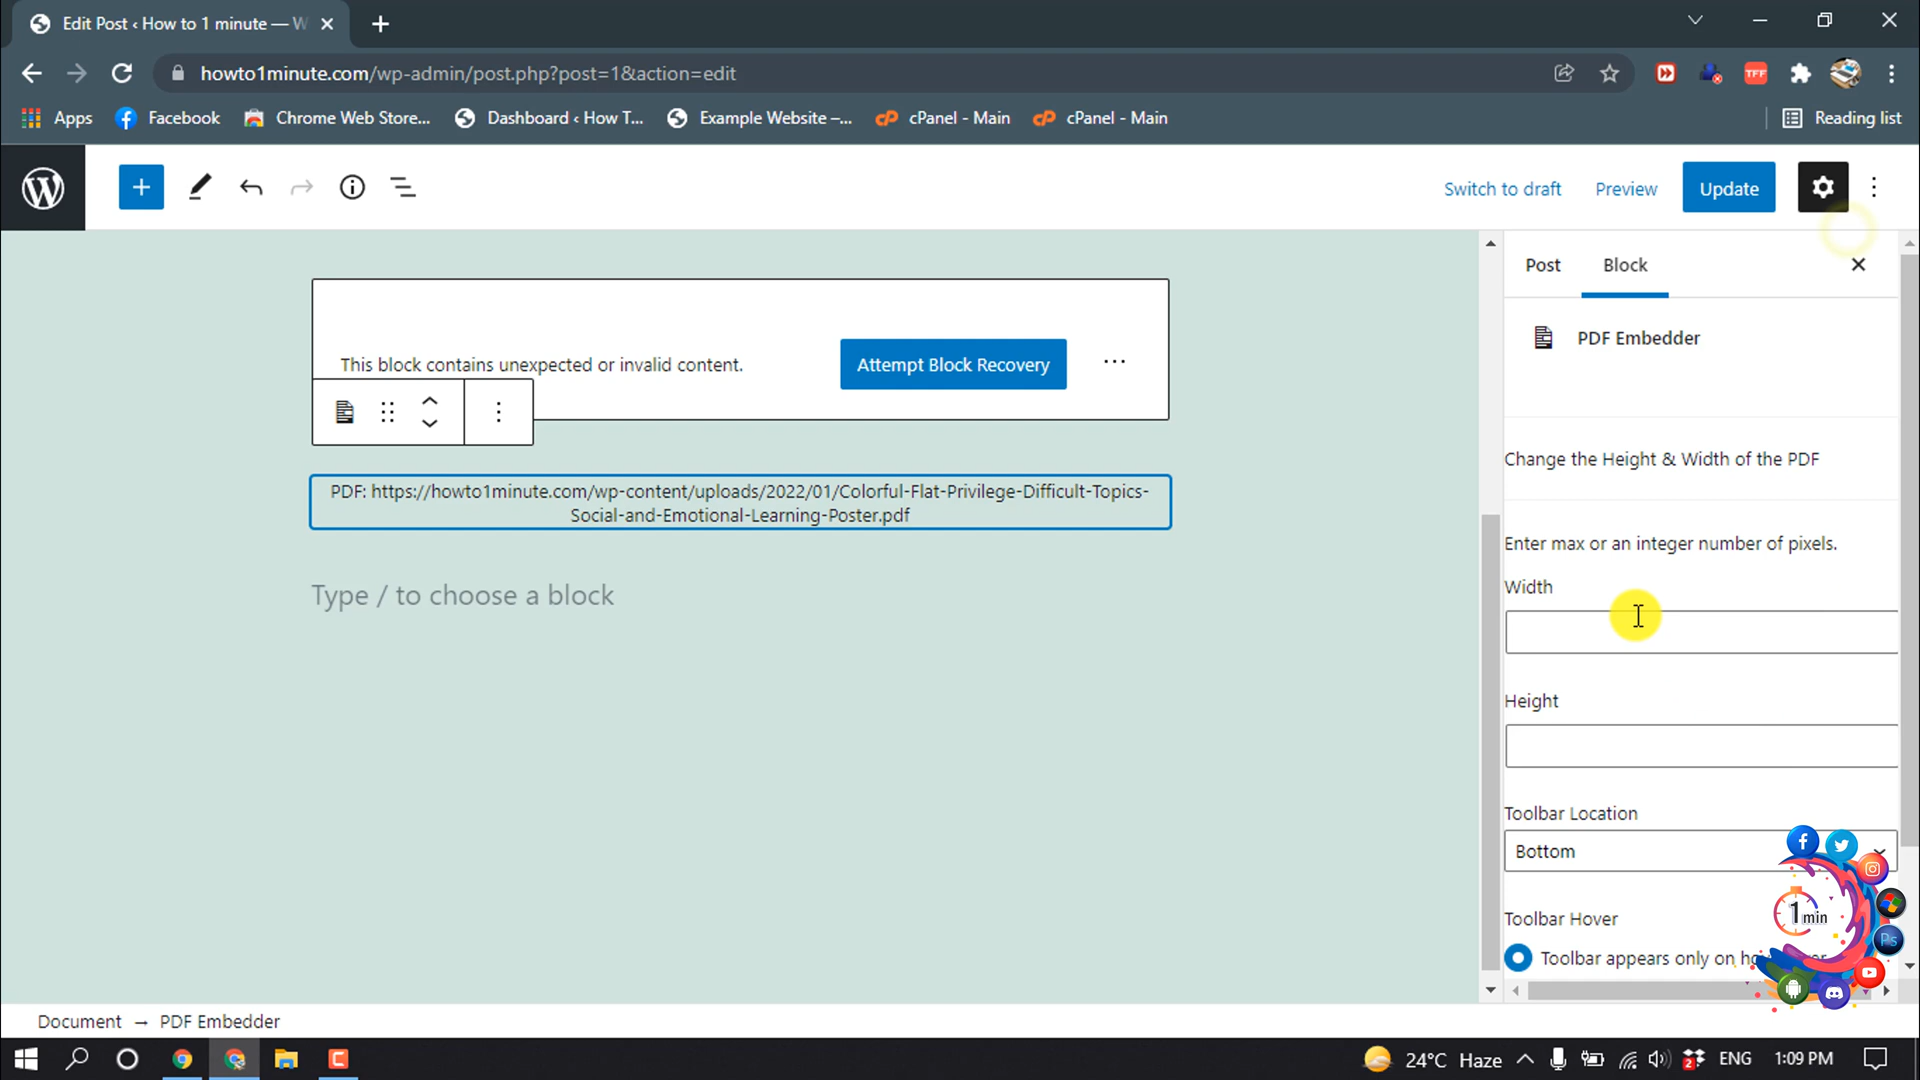 Edit Post ‹ How to 1 minute — W
howto1minute.com/wp-admin/post.php?post=1&action=edit
TFF
Apps
Facebook
Chrome Web Store...
Dashboard ‹ How T...
Example Website –...
cPanel - Main
cPanel - Main
Reading list
Switch to draft
Preview
Update
Post
Block
PDF Embedder
This block contains unexpected or invalid content.
Attempt Block Recovery
Change the Height & Width of the PDF
PDF: https://howto1minute.com/wp-content/uploads/2022/01/Colorful-Flat-Privilege-Difficult-Topics-
Social-and-Emotional-Learning-Poster.pdf
Enter max or an integer number of pixels.
Width
Type / to choose a block
Height
Toolbar Location
Bottom
Toolbar Hover
Toolbar appears only on
1 min
Ps
Document → PDF Embedder
24°C Haze
2
ENG
1:09 PM